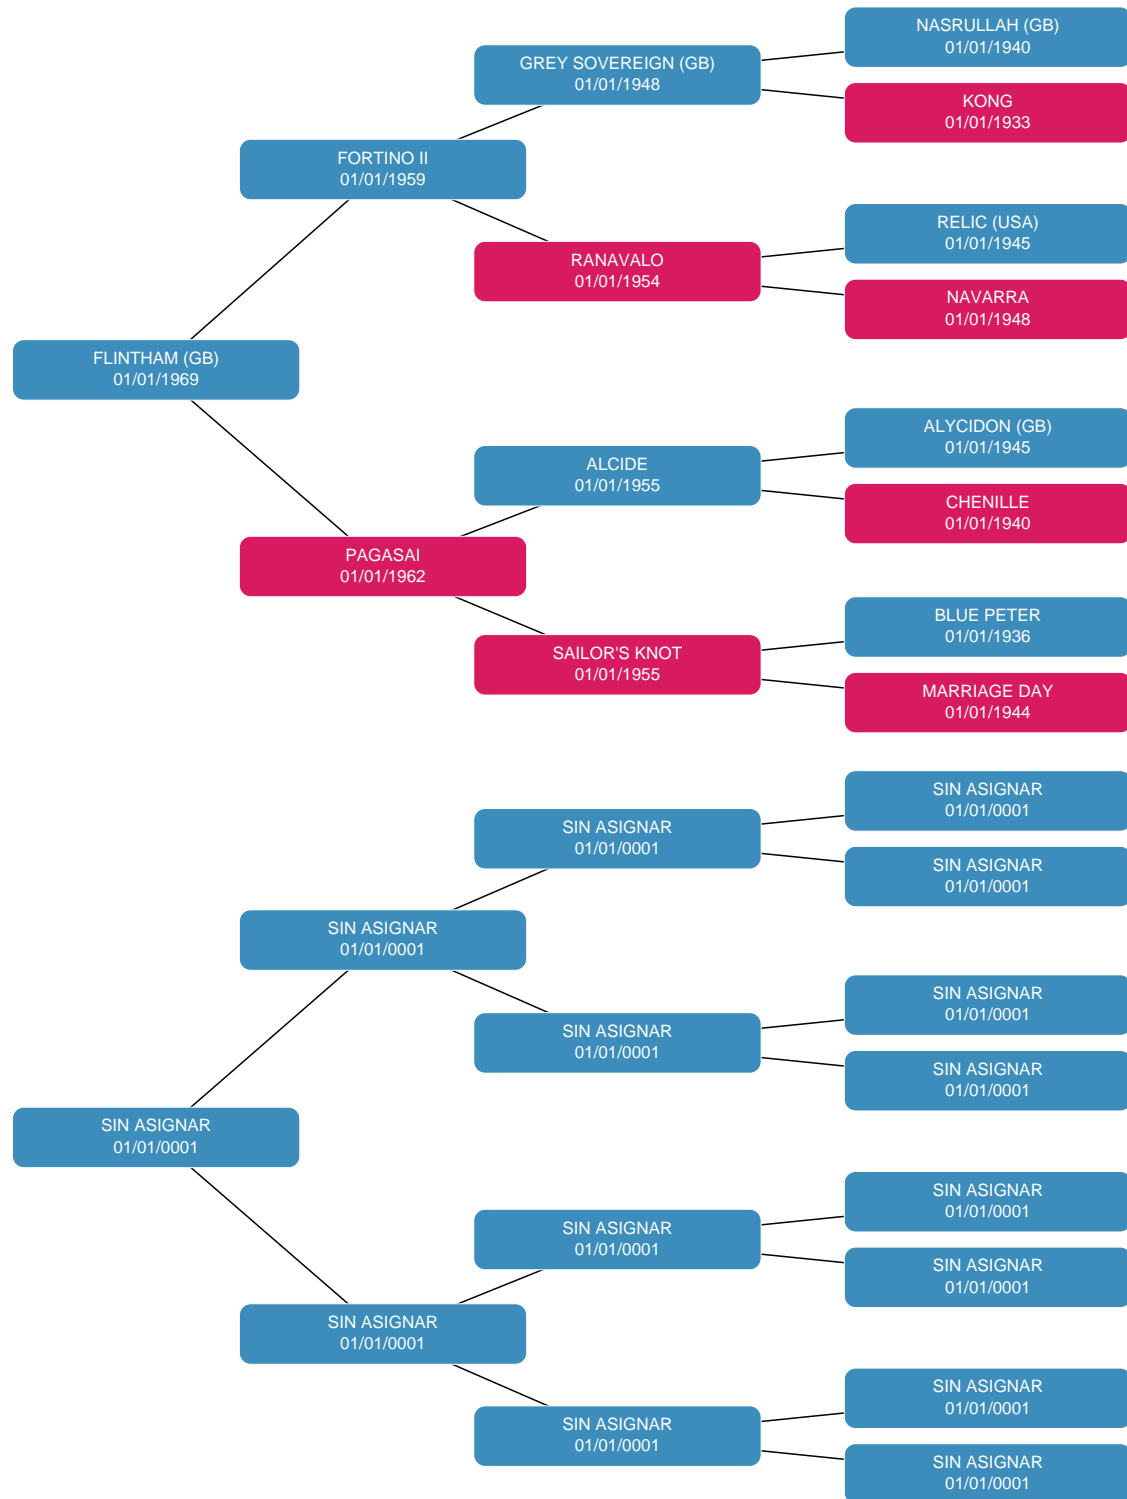 NASRULLAH (GB)
01/01/1940
GREY SOVEREIGN (GB)
01/01/1948
KONG
01/01/1933
FORTINO II
01/01/1959
RELIC (USA)
01/01/1945
RANAVALO
01/01/1954
NAVARRA
01/01/1948
FLINTHAM (GB)
01/01/1969
ALYCIDON (GB)
01/01/1945
ALCIDE
01/01/1955
CHENILLE
01/01/1940
PAGASAI
01/01/1962
BLUE PETER
01/01/1936
SAILOR'S KNOT
01/01/1955
MARRIAGE DAY
01/01/1944
SIN ASIGNAR
01/01/0001
SIN ASIGNAR
01/01/0001
SIN ASIGNAR
01/01/0001
SIN ASIGNAR
01/01/0001
SIN ASIGNAR
01/01/0001
SIN ASIGNAR
01/01/0001
SIN ASIGNAR
01/01/0001
SIN ASIGNAR
01/01/0001
SIN ASIGNAR
01/01/0001
SIN ASIGNAR
01/01/0001
SIN ASIGNAR
01/01/0001
SIN ASIGNAR
01/01/0001
SIN ASIGNAR
01/01/0001
SIN ASIGNAR
01/01/0001
SIN ASIGNAR
01/01/0001